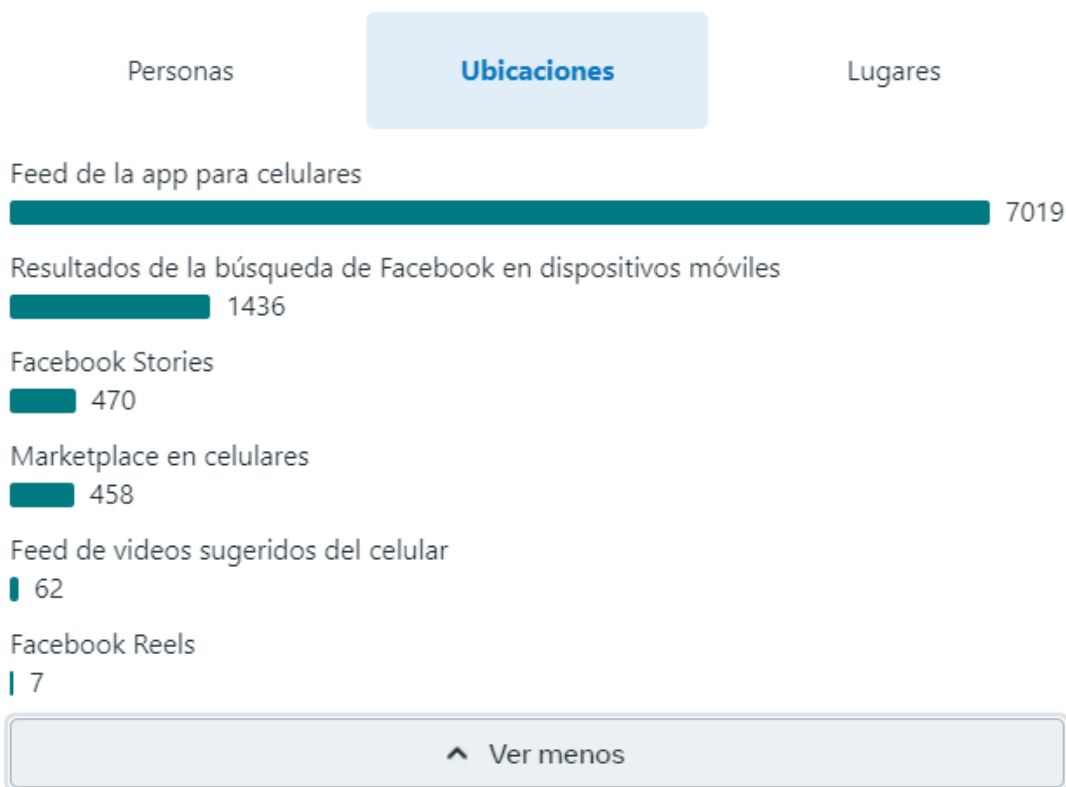 Personas Ubicaciones Lugares
Feed de la app para celulares
7019
Resultados de la búsqueda de Facebook en dispositivos móviles
1436
Facebook Stories
470
Marketplace en celulares
458
Feed de videos sugeridos del celular
62
Facebook Reels
7
Ver menos